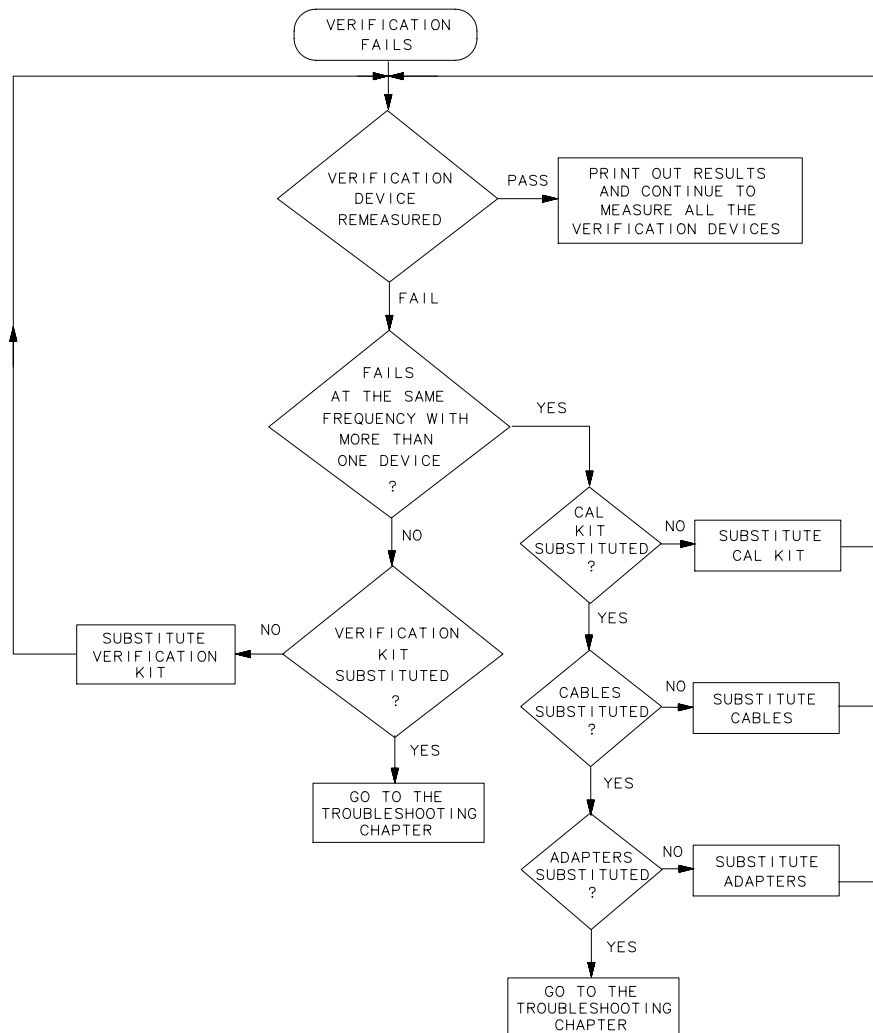 VERIFICATION
FAILS
VERIFICATION
DEVICE
REMEASURED
PASS
PRINT OUT RESULTS
AND CONTINUE TO
MEASURE ALL THE
VERIFICATION DEVICES
FAIL
FAILS
AT THE SAME
FREQUENCY WITH
MORE THAN
ONE DEVICE
?
YES
NO
CAL
KIT
SUBSTITUTED
?
NO
SUBSTITUTE
CAL KIT
YES
VERIFICATION
KIT
SUBSTITUTED
?
NO
SUBSTITUTE
VERIFICATION
KIT
YES
GO TO THE
TROUBLESHOOTING
CHAPTER
CABLES
SUBSTITUTED
?
NO
SUBSTITUTE
CABLES
YES
ADAPTERS
SUBSTITUTED
?
NO
SUBSTITUTE
ADAPTERS
YES
GO TO THE
TROUBLESHOOTING
CHAPTER